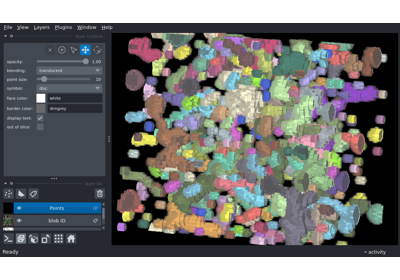 File View Layers Plugins Window Help
opacity: 1.00
blending: translucent
point size: 10
symbol: disc
face color: white
border color: dimgrey
display text: ✓
out of slice:
Points
blob ID
Ready
activity